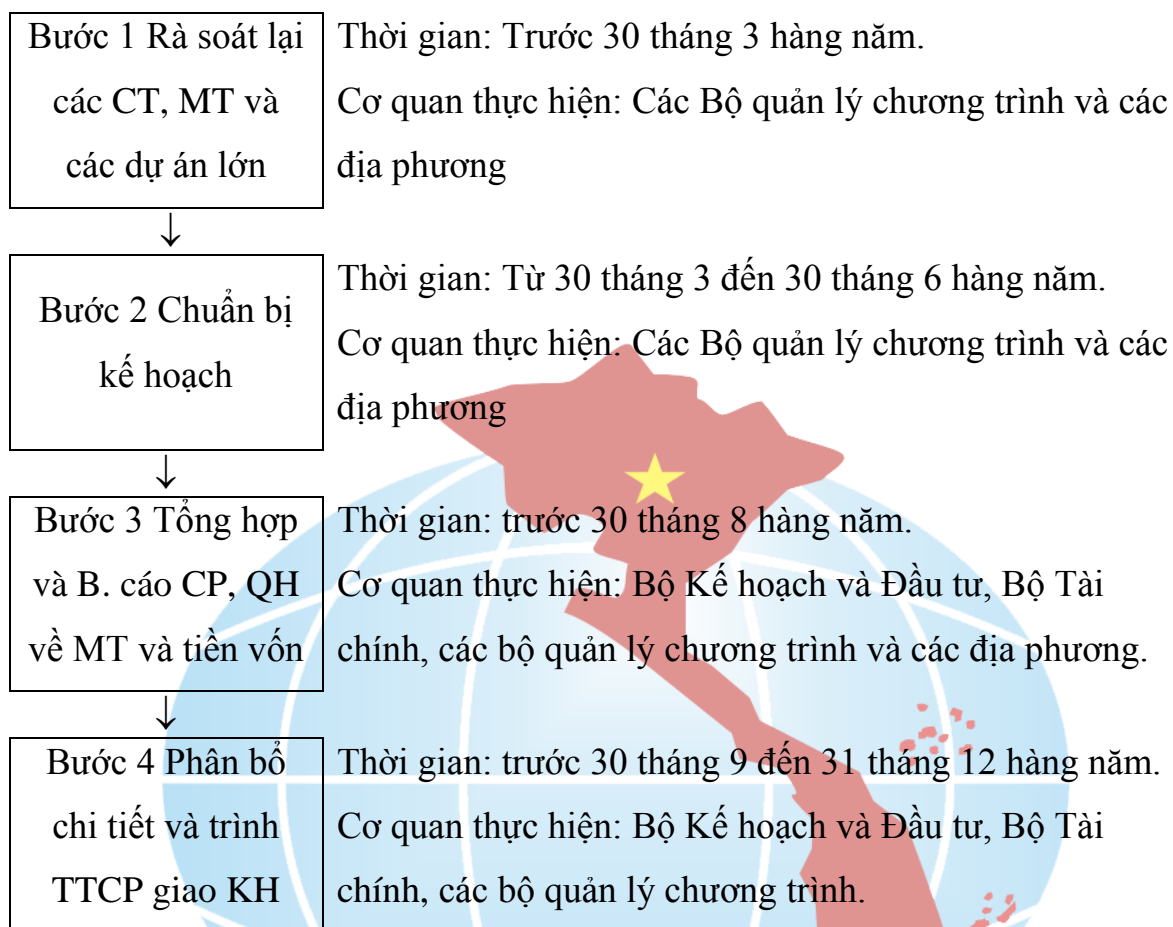 Bước 1 Rà soát lại
các CT, MT và
các dự án lớn
Thời gian: Trước 30 tháng 3 hàng năm.
Cơ quan thực hiện: Các Bộ quản lý chương trình và các
địa phương
↓
Bước 2 Chuẩn bị
kế hoạch
Thời gian: Từ 30 tháng 3 đến 30 tháng 6 hàng năm.
Cơ quan thực hiện: Các Bộ quản lý chương trình và các
địa phương
↓
Bước 3 Tổng hợp
và B. cáo CP, QH
về MT và tiền vốn
Thời gian: trước 30 tháng 8 hàng năm.
Cơ quan thực hiện: Bộ Kế hoạch và Đầu tư, Bộ Tài
chính, các bộ quản lý chương trình và các địa phương.
↓
Bước 4 Phân bổ
chi tiết và trình
TTCP giao KH
Thời gian: trước 30 tháng 9 đến 31 tháng 12 hàng năm.
Cơ quan thực hiện: Bộ Kế hoạch và Đầu tư, Bộ Tài
chính, các bộ quản lý chương trình.